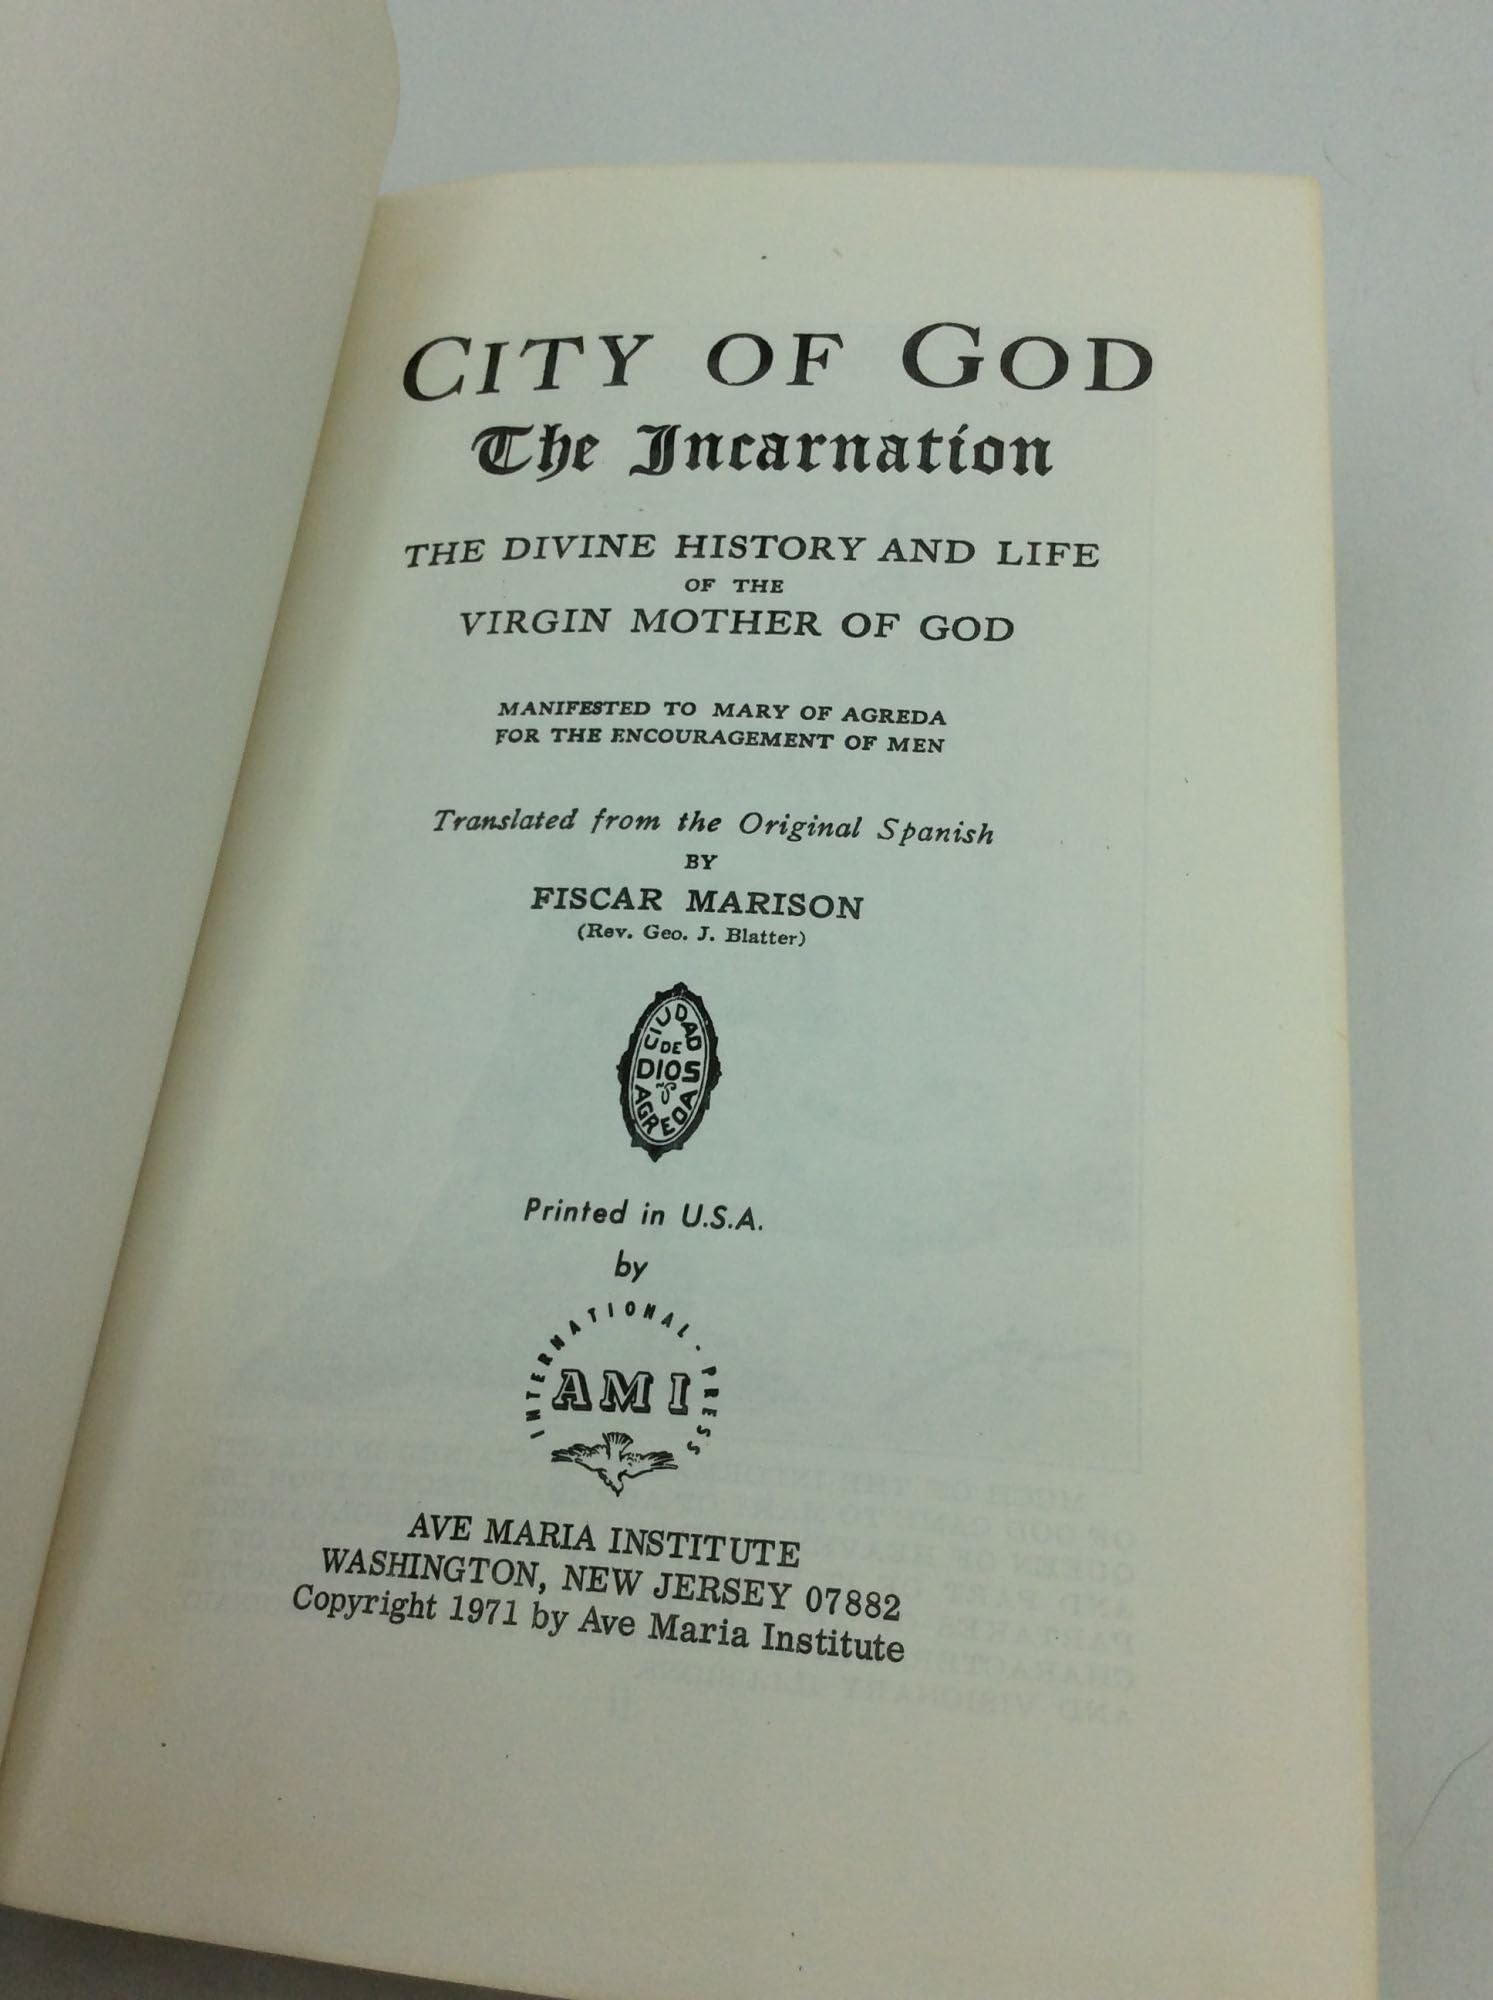 CITY OF GOD
The Incarnation
THE DIVINE HISTORY AND LIFE
OF THE
VIRGIN MOTHER OF GOD
MANIFESTED TO MARY OF AGREDA
FOR THE ENCOURAGEMENT OF MEN
Translated from the Original Spanish
BY
FISCAR MARISON
(Rev. Geo. J. Blatter)
CIUDAD
DE
DIOS
AGREDA
Printed in U.S.A.
by
INTERNATIONAL · PRESS
AMI
AVE MARIA INSTITUTE
WASHINGTON, NEW JERSEY 07882
Copyright 1971 by Ave Maria Institute